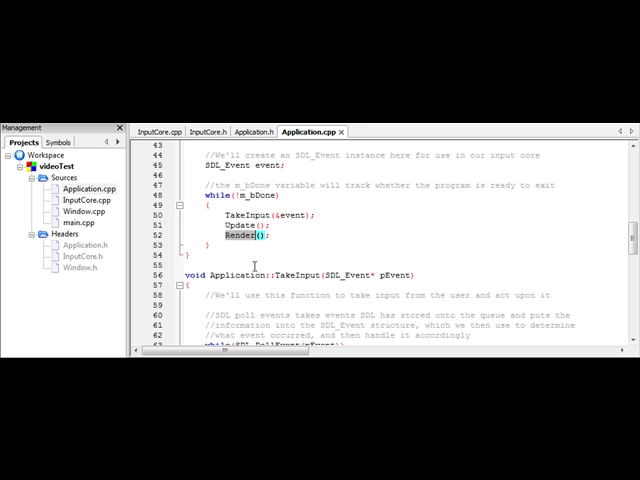 Management
Projects
Symbols
Workspace
videoTest
Sources
Application.cpp
InputCore.cpp
Window.cpp
main.cpp
Headers
Application.h
InputCore.h
Window.h
InputCore.cpp InputCore.h Application.h Application.cpp
43
44 //We'll create an SDL_Event instance here for use in our input core
45 SDL_Event event;
46
47 //the m_bDone variable will track whether the program is ready to exit
48 while(!m_bDone)
49 {
50 TakeInput(&event);
51 Update();
52 Render();
53 }
54 }
55
56 void Application::TakeInput(SDL_Event* pEvent)
57 {
58 //We'll use this function to take input from the user and act upon it
59
60 //SDL poll events takes events SDL has stored onto the queue and puts the
61 //information into the SDL_Event structure, which we then use to determine
62 //what event occurred, and then handle it accordingly
63 while(SDL_PollEvent(pEvent))